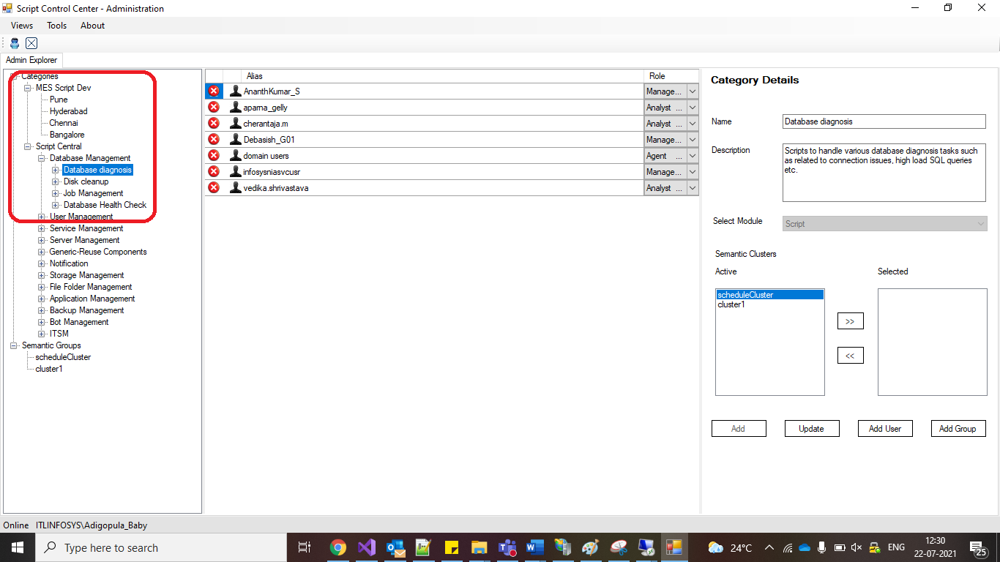 Script Control Center - Administration
Views Tools About
Admin Explorer
Categories
MES Script Dev
Pune
Hyderabad
Chennai
Bangalore
Script Central
Database Management
Database diagnosis
Disk cleanup
Job Management
Database Health Check
User Management
Service Management
Server Management
Generic-Reuse Components
Notification
Storage Management
File Folder Management
Application Management
Backup Management
Bot Management
ITSM
Semantic Groups
scheduleCluster
cluster1
Alias Role
AnanthKumar_S Manage...
aparna_gelly Analyst ...
cherantaja.m Analyst ...
Debasish_G01 Manage...
domain users Agent ...
infosysniasvcusr Manage...
vedika.shrivastava Analyst ...
Category Details
Name Database diagnosis
Description Scripts to handle various database diagnosis tasks such
as related to connection issues, high load SQL queries
etc.
Select Module Script
Semantic Clusters
Active Selected
scheduleCluster
cluster1
>>
<<
Add Update Add User Add Group
Online ITLINFOSYS\Adigopula_Baby
Type here to search
24°C ENG 12:30
22-07-2021 25